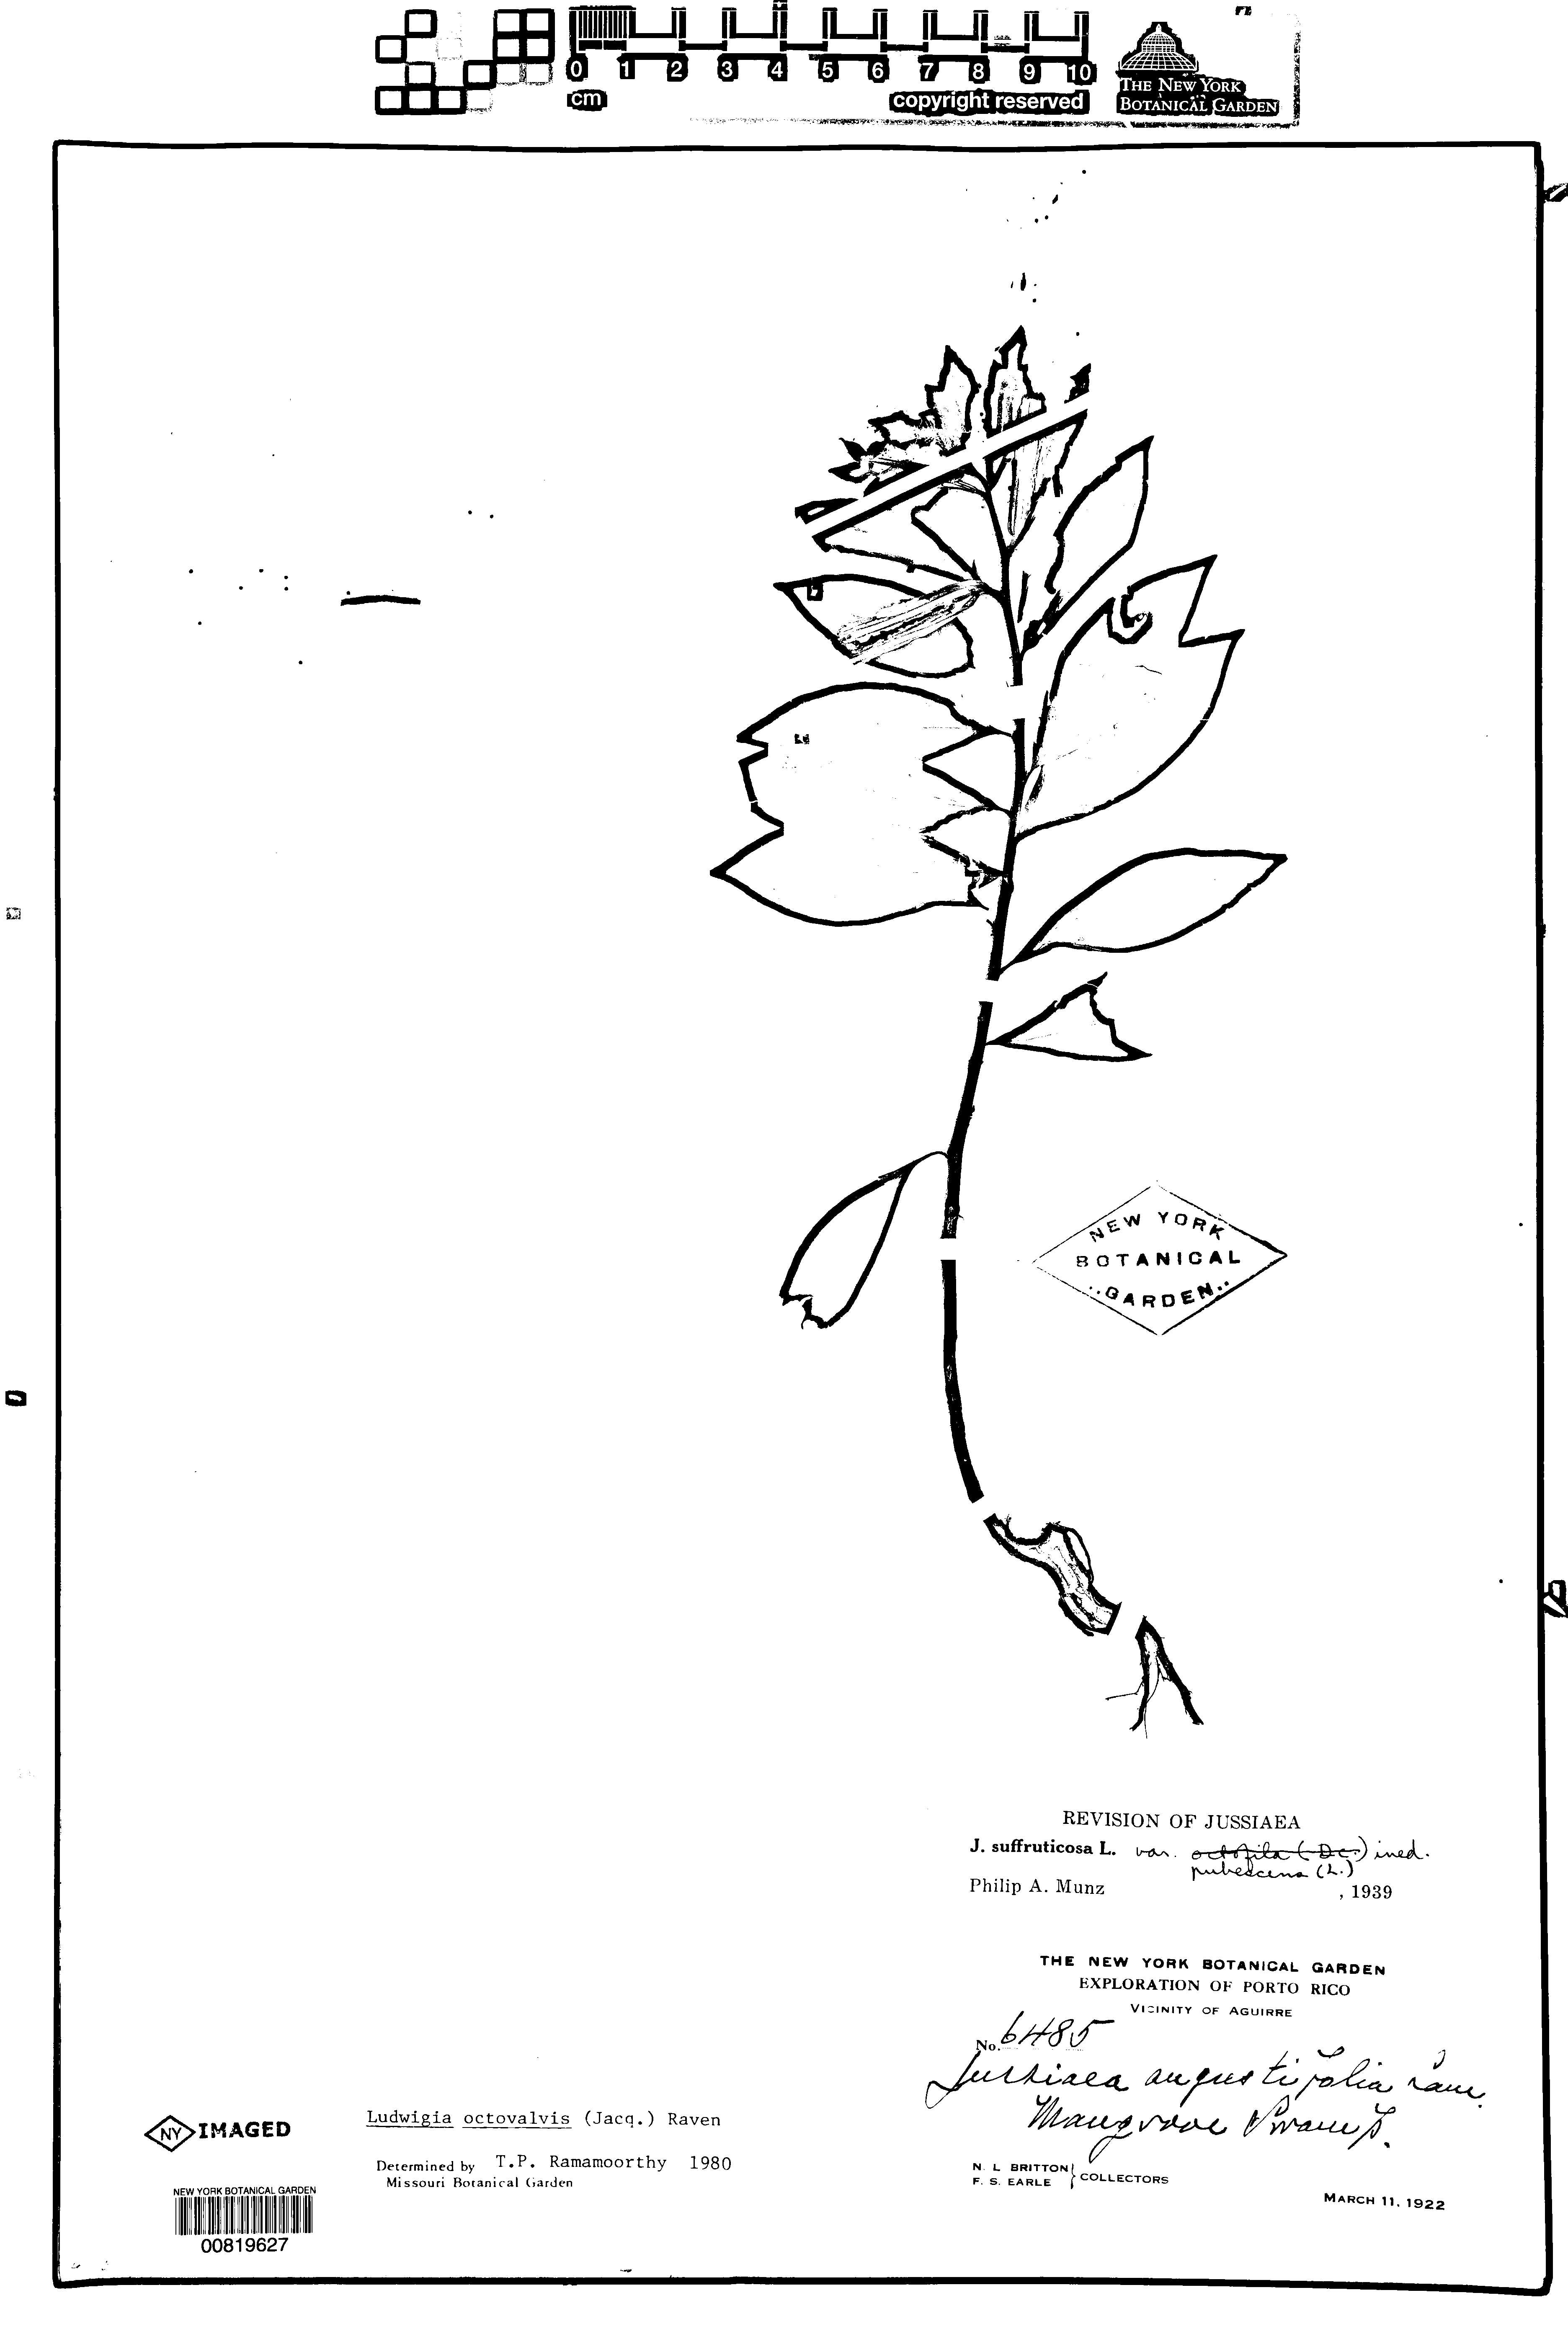 0 1 2 3 4 5 6 7 8 9 10
cm copyright reserved
THE NEW YORK
BOTANICAL GARDEN
NEW YORK
BOTANICAL
GARDEN
REVISION OF JUSSIAEA
J. suffruticosa L. var. octofila (DC.) ined.
pubescens (L.)
Philip A. Munz , 1939
THE NEW YORK BOTANICAL GARDEN
EXPLORATION OF PORTO RICO
VICINITY OF AGUIRRE
No. 6485
Jussiaea angustifolia Lam.
Mangrove Swamp.
N. L. BRITTON
F. S. EARLE } COLLECTORS
MARCH 11, 1922
Ludwigia octovalvis (Jacq.) Raven
Determined by T.P. Ramamoorthy 1980
Missouri Botanical Garden
NY IMAGED
NEW YORK BOTANICAL GARDEN
00819627